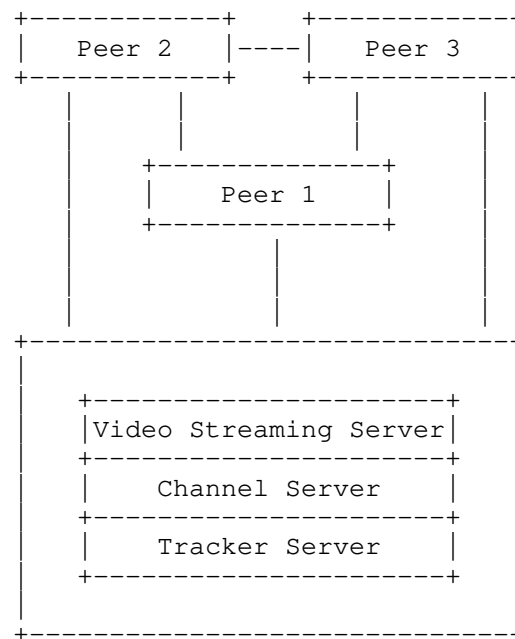 Peer 2
Peer 3
Peer 1
Video Streaming Server
Channel Server
Tracker Server